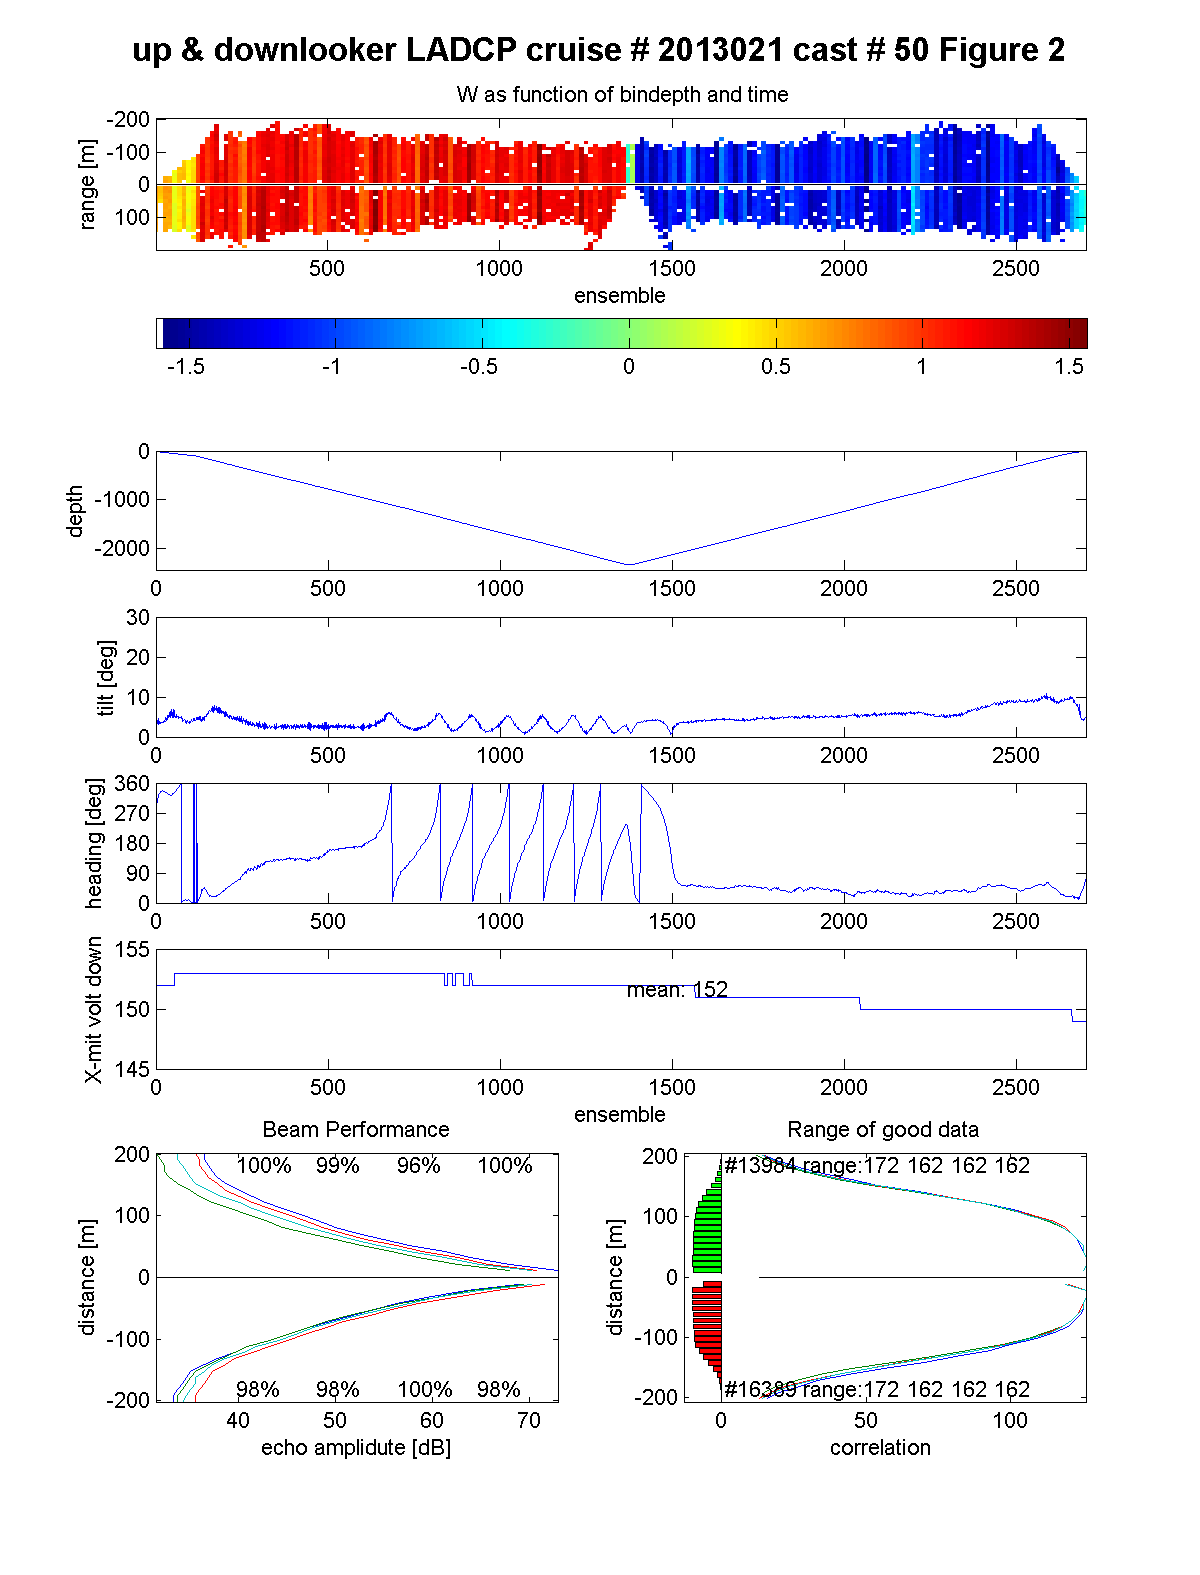 up & downlooker LADCP cruise # 2013021 cast # 50 Figure 2
W as function of bindepth and time
-200
-100
0
100
range [m]
500 1000 1500 2000 2500
ensemble
-1.5 -1 -0.5 0 0.5 1 1.5
0
-1000
-2000
depth
0 500 1000 1500 2000 2500
30
20
10
0
tilt [deg]
0 500 1000 1500 2000 2500
360
270
180
90
0
heading [deg]
0 500 1000 1500 2000 2500
155
150
145
X-mit volt down
mean: 152
0 500 1000 1500 2000 2500
ensemble
Beam Performance
200
100
0
-100
-200
distance [m]
100% 99% 96% 100%
98% 98% 100% 98%
40 50 60 70
echo amplidute [dB]
Range of good data
200
100
0
-100
-200
distance [m]
#13984 range:172 162 162 162
#16389 range:172 162 162 162
0 50 100
correlation